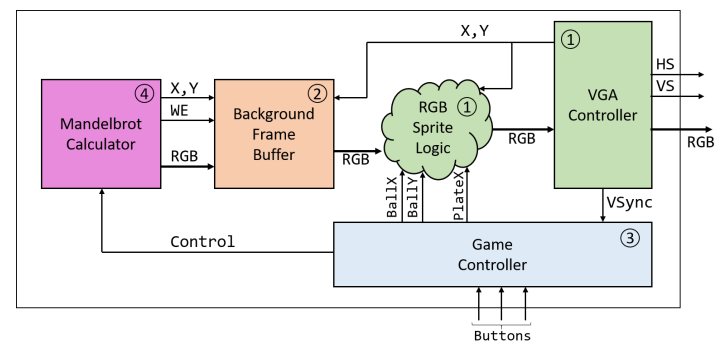 X,Y
①
VGA
Controller
HS
VS
RGB
④
Mandelbrot
Calculator
X,Y
WE
RGB
②
Background
Frame
Buffer
RGB
①
RGB
Sprite
Logic
RGB
BallX
BallY
PlateX
VSync
Control
③
Game
Controller
Buttons